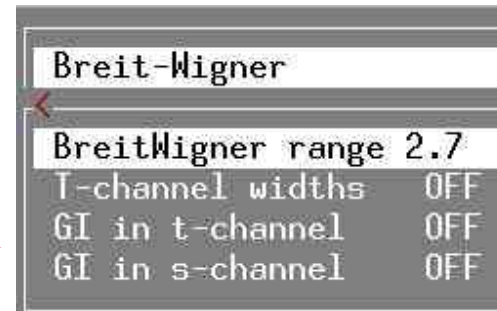 Breit-Wigner
BreitWigner range 2.7
T-channel widths OFF
GI in t-channel OFF
GI in s-channel OFF